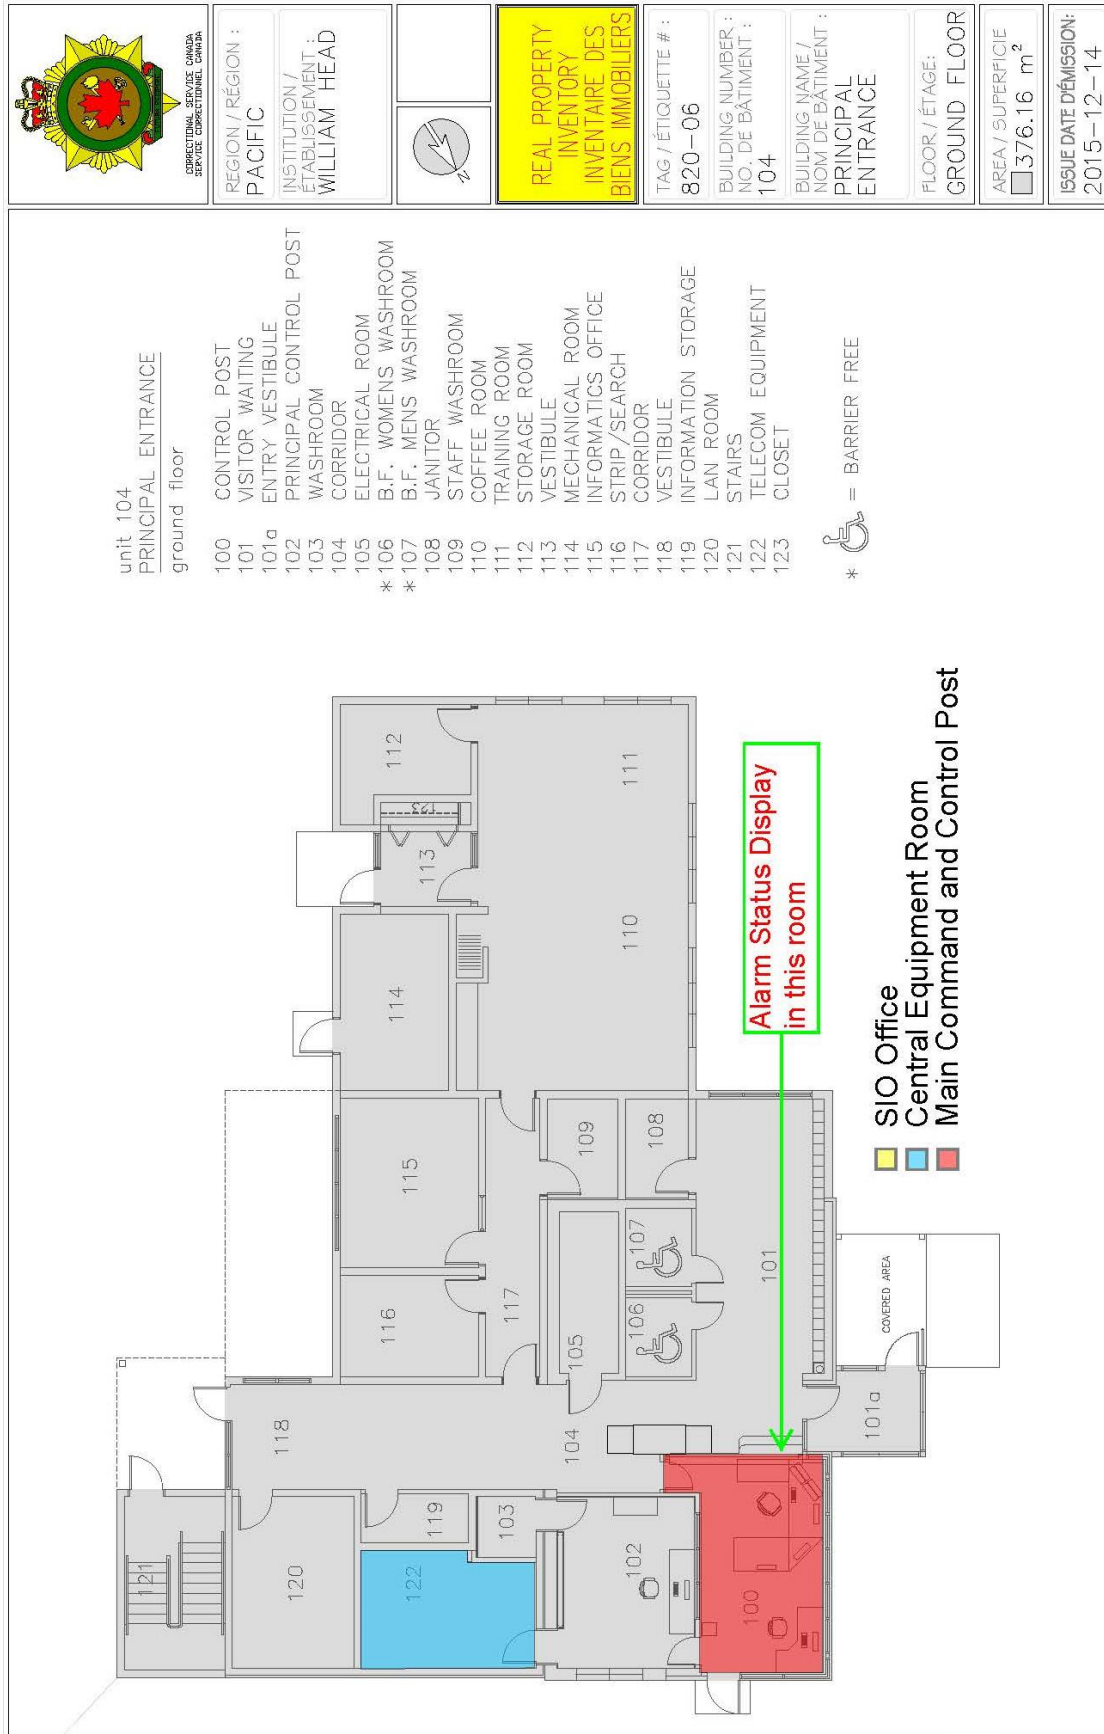 CORRECTIONAL SERVICE CANADA
SERVICE CORRECTIONNEL CANADA
RÉGION / RÉGION :
PACIFIC
INSTITUTION /
ÉTABLISSEMENT :
WILLIAM HEAD
N
REAL PROPERTY
INVENTORY
INVENTAIRE DES
BIENS IMMOBILIERS
TAG / ÉTIQUETTE # :
820-06
BUILDING NUMBER :
NO. DE BÂTIMENT :
104
BUILDING NAME /
NOM DE BÂTIMENT :
PRINCIPAL
ENTRANCE
FLOOR / ÉTAGE:
GROUND FLOOR
AREA / SUPERFICIE
376.16 m²
ISSUE DATE D'ÉMISSION:
2015-12-14
unit 104
PRINCIPAL ENTRANCE
ground floor
100 CONTROL POST
101 VISITOR WAITING
101a ENTRY VESTIBULE
102 PRINCIPAL CONTROL POST
103 WASHROOM
104 CORRIDOR
105 ELECTRICAL ROOM
*106 B.F. WOMENS WASHROOM
*107 B.F. MENS WASHROOM
108 JANITOR
109 STAFF WASHROOM
110 COFFEE ROOM
111 TRAINING ROOM
112 STORAGE ROOM
113 VESTIBULE
114 MECHANICAL ROOM
115 INFORMATICS OFFICE
116 STRIP/SEARCH
117 CORRIDOR
118 VESTIBULE
119 INFORMATION STORAGE
120 LAN ROOM
121 STAIRS
122 TELECOM EQUIPMENT
123 CLOSET
* = BARRIER FREE
121
118
120
122
119
103
102
100
104
116
115
114
113
123
112
117
105
109
108
107
106
110
111
101
101a
COVERED AREA
Alarm Status Display
in this room
SIO Office
Central Equipment Room
Main Command and Control Post